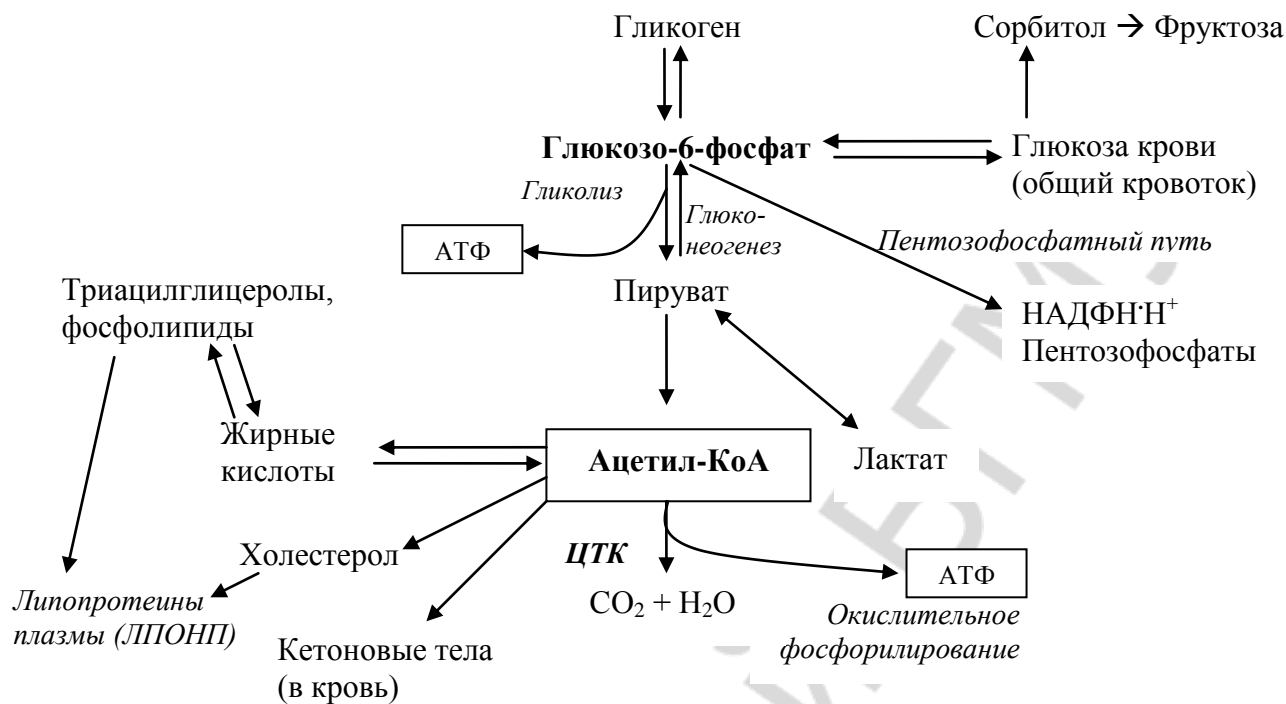 Гликоген
Сорбитол → Фруктоза
Глюкозо-6-фосфат
Глюкоза крови
(общий кровоток)
Гликолиз
Глюко-
неогенез
АТФ
Пентозофосфатный путь
Триацилглицеролы,
фосфолипиды
Пируват
НАДФН·Н⁺
Пентозофосфаты
Жирные
кислоты
Ацетил-КоА
Лактат
Холестерол
ЦТК
АТФ
Липопротеины
плазмы (ЛПОНП)
CO₂ + H₂O
Окислительное
фосфорилирование
Кетоновые тела
(в кровь)